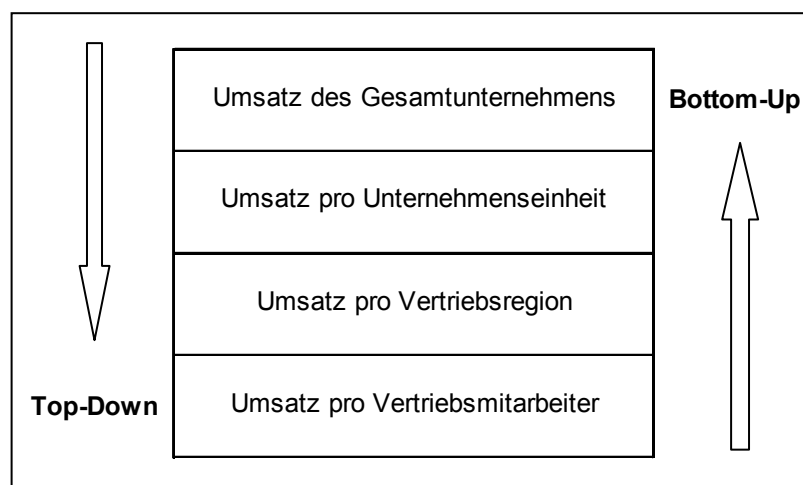 Umsatz des Gesamtunternehmens
Bottom-Up
Umsatz pro Unternehmenseinheit
Umsatz pro Vertriebsregion
Top-Down
Umsatz pro Vertriebsmitarbeiter